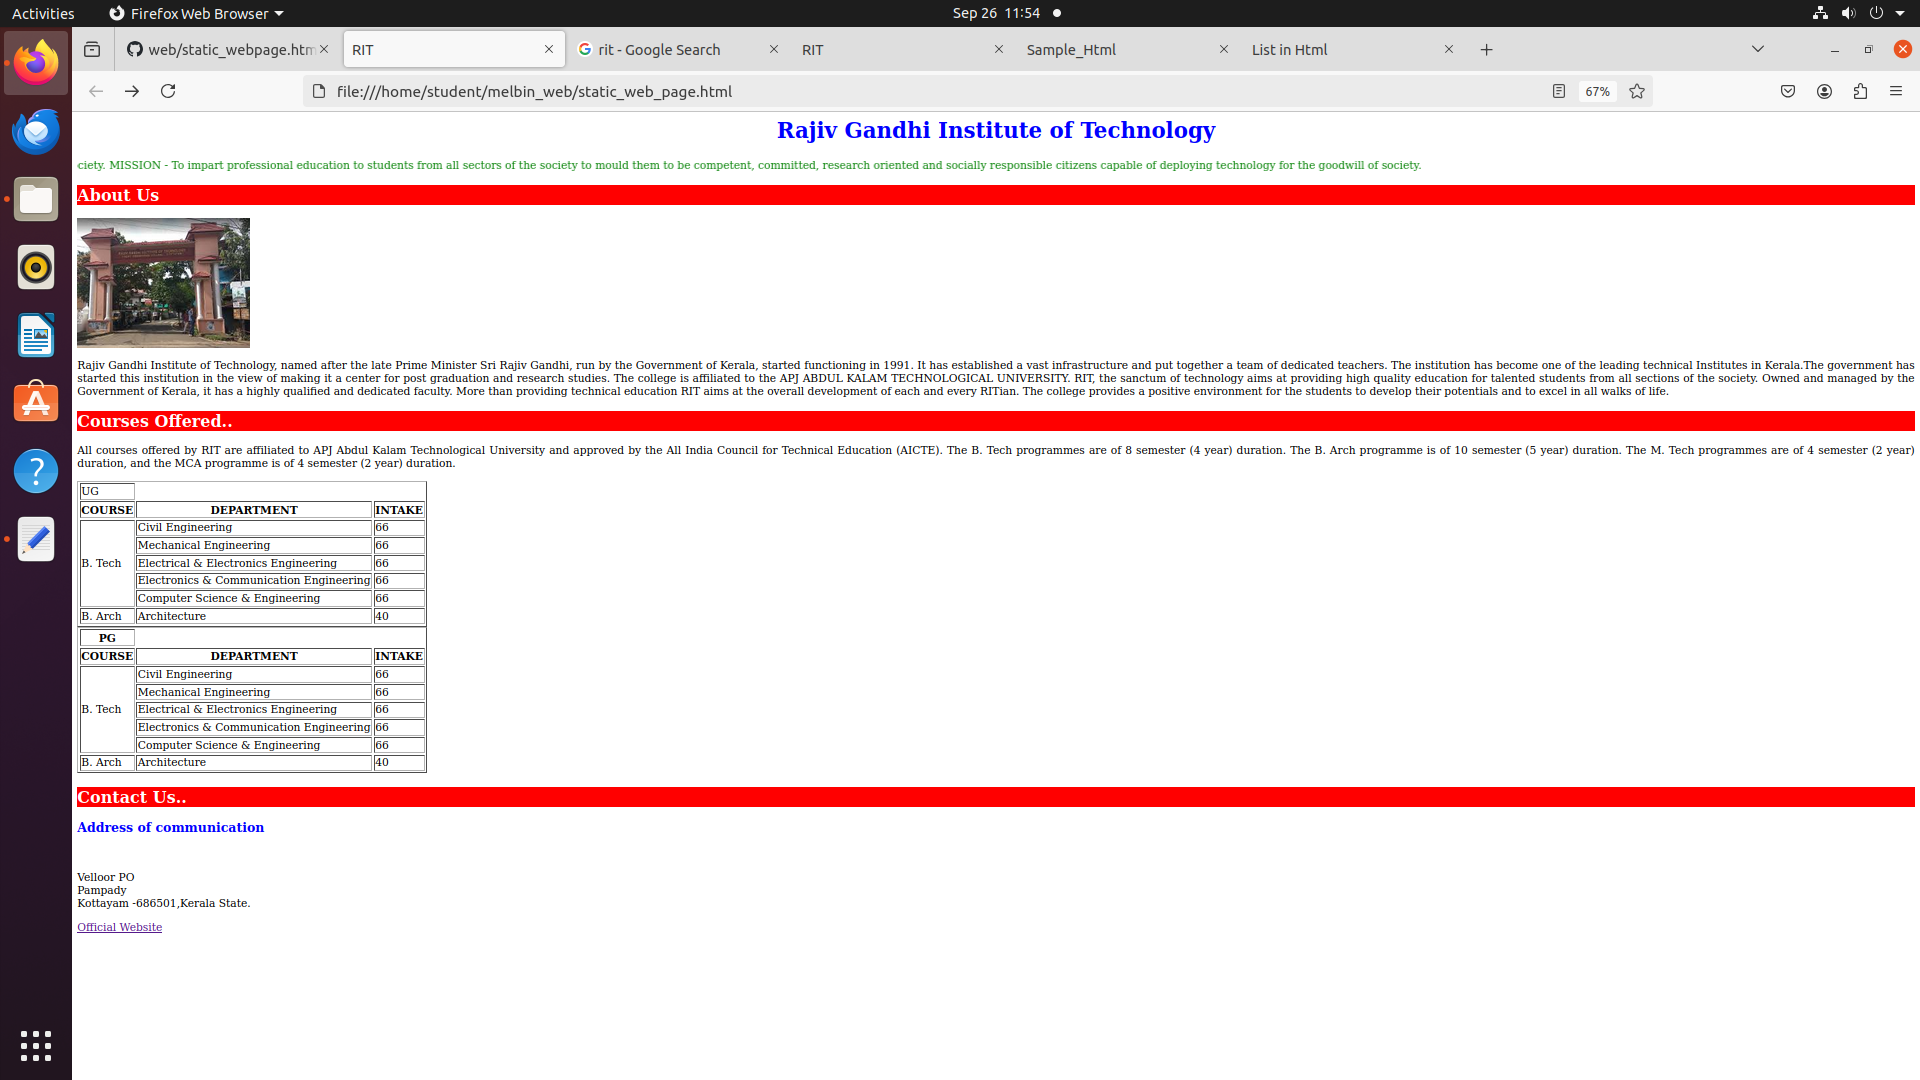 Activities Firefox Web Browser Sep 26 11:54
web/static_webpage.htm RIT rit - Google Search RIT Sample_Html List in Html
file:///home/student/melbin_web/static_web_page.html 67%
Rajiv Gandhi Institute of Technology
ciety. MISSION - To impart professional education to students from all sectors of the society to mould them to be competent, committed, research oriented and socially responsible citizens capable of deploying technology for the goodwill of society.
About Us
Rajiv Gandhi Institute of Technology, named after the late Prime Minister Sri Rajiv Gandhi, run by the Government of Kerala, started functioning in 1991. It has established a vast infrastructure and put together a team of dedicated teachers. The institution has become one of the leading technical Institutes in Kerala.The government has
started this institution in the view of making it a center for post graduation and research studies. The college is affiliated to the APJ ABDUL KALAM TECHNOLOGICAL UNIVERSITY. RIT, the sanctum of technology aims at providing high quality education for talented students from all sections of the society. Owned and managed by the
Government of Kerala, it has a highly qualified and dedicated faculty. More than providing technical education RIT aims at the overall development of each and every RITian. The college provides a positive environment for the students to develop their potentials and to excel in all walks of life.
Courses Offered..
All courses offered by RIT are affiliated to APJ Abdul Kalam Technological University and approved by the All India Council for Technical Education (AICTE). The B. Tech programmes are of 8 semester (4 year) duration. The B. Arch programme is of 10 semester (5 year) duration. The M. Tech programmes are of 4 semester (2 year)
duration, and the MCA programme is of 4 semester (2 year) duration.
UG
COURSE DEPARTMENT INTAKE
Civil Engineering 66
Mechanical Engineering 66
B. Tech Electrical & Electronics Engineering 66
Electronics & Communication Engineering 66
Computer Science & Engineering 66
B. Arch Architecture 40
PG
COURSE DEPARTMENT INTAKE
Civil Engineering 66
Mechanical Engineering 66
B. Tech Electrical & Electronics Engineering 66
Electronics & Communication Engineering 66
Computer Science & Engineering 66
B. Arch Architecture 40
Contact Us..
Address of communication
Velloor PO
Pampady
Kottayam -686501,Kerala State.
Official Website